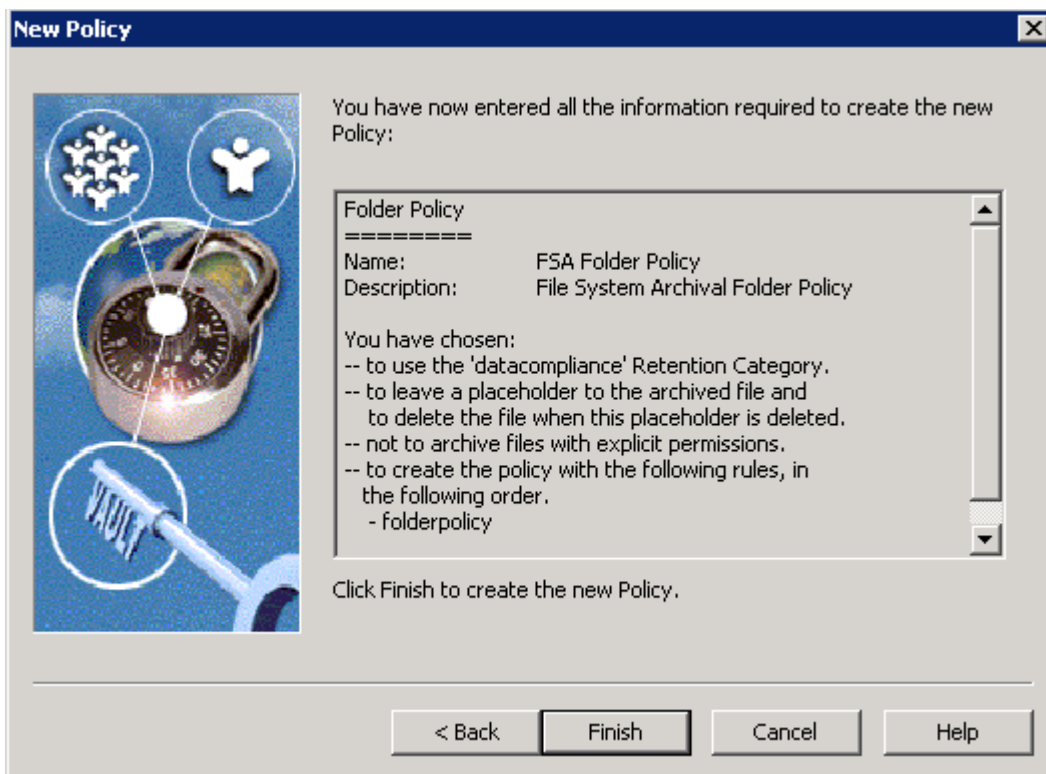 New Policy
You have now entered all the information required to create the new
Policy:
Folder Policy
========
Name: FSA Folder Policy
Description: File System Archival Folder Policy
You have chosen:
-- to use the 'datacompliance' Retention Category.
-- to leave a placeholder to the archived file and
to delete the file when this placeholder is deleted.
-- not to archive files with explicit permissions.
-- to create the policy with the following rules, in
the following order.
- folderpolicy
VAULT
Click Finish to create the new Policy.
< Back Finish Cancel Help